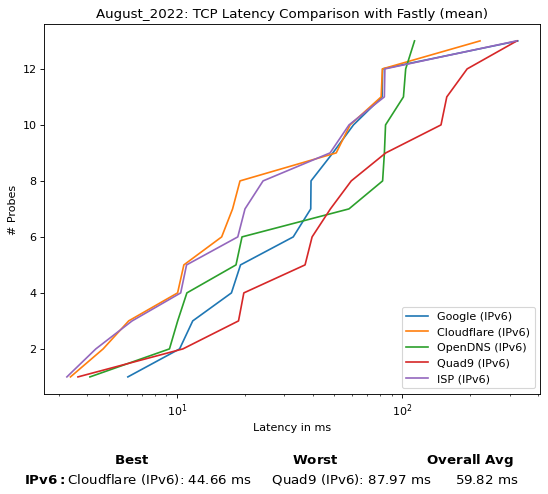 August_2022: TCP Latency Comparison with Fastly (mean)
# Probes
12
10
8
6
4
2
10¹
10²
Latency in ms
Google (IPv6)
Cloudflare (IPv6)
OpenDNS (IPv6)
Quad9 (IPv6)
ISP (IPv6)
Best Worst Overall Avg
IPv6: Cloudflare (IPv6): 44.66 ms Quad9 (IPv6): 87.97 ms 59.82 ms